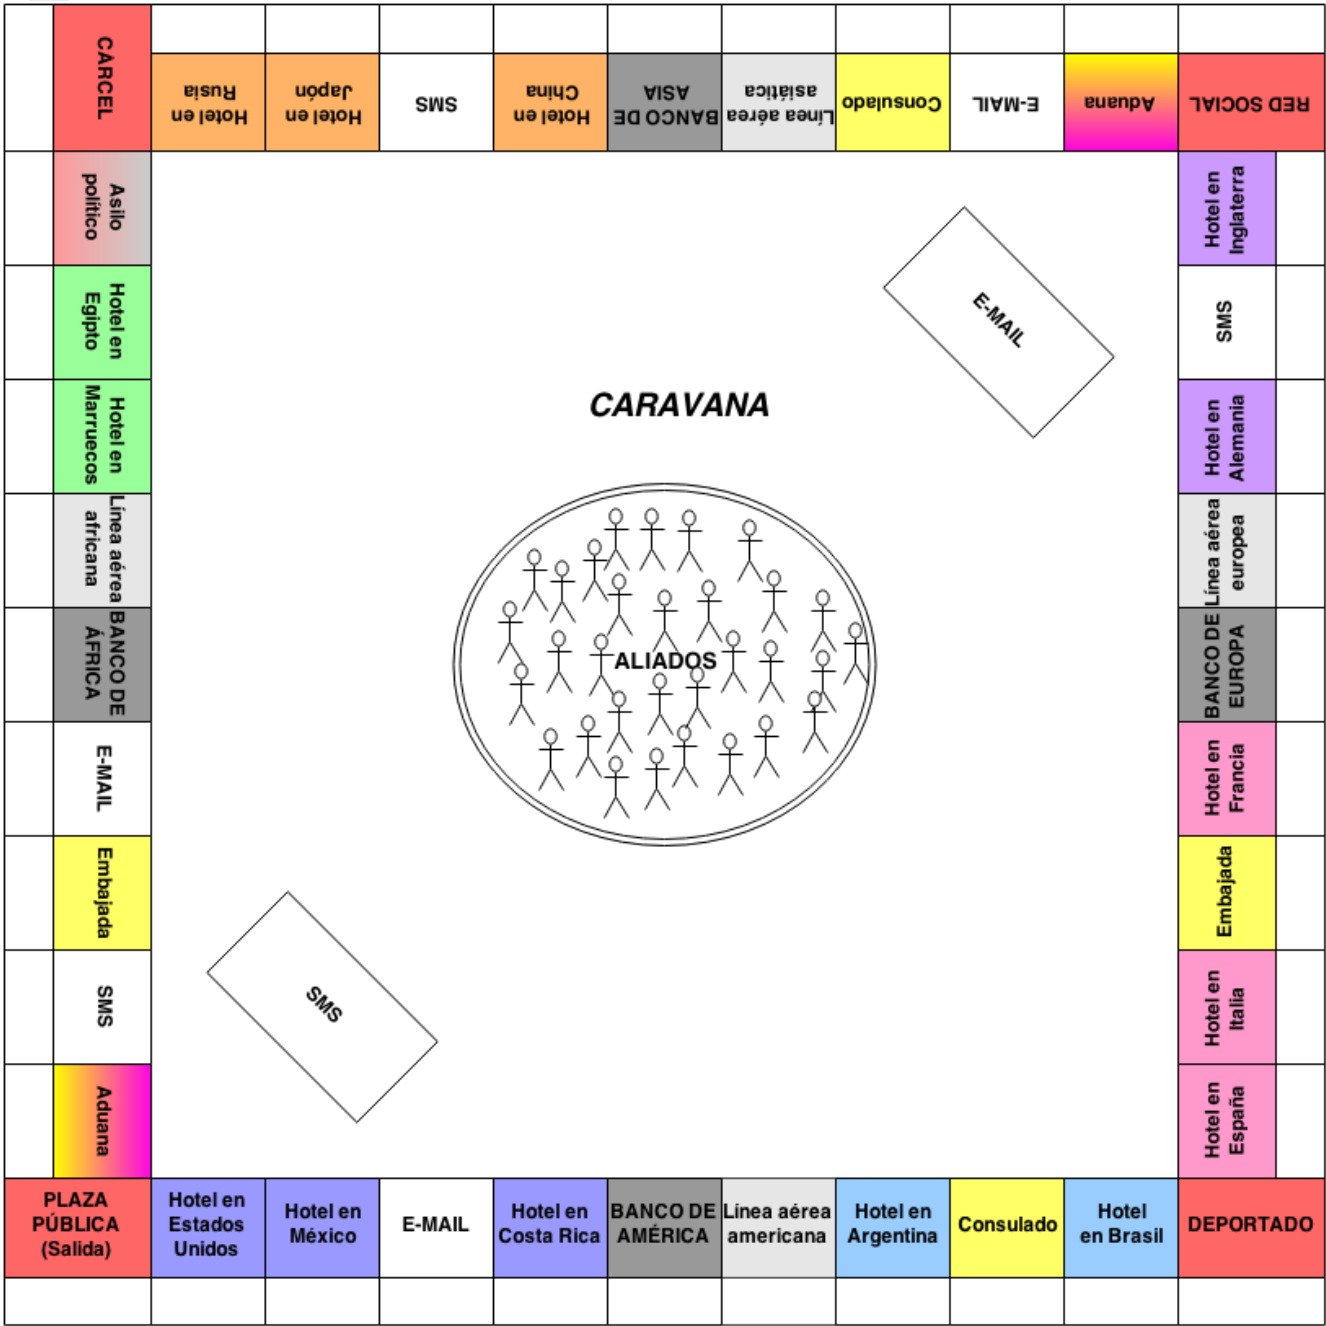 CÁRCEL
Hotel en
Rusia
Hotel en
Japón
SMS
Hotel en
China
BANCO DE
ASIA
Línea aérea
asiática
Consulado
E-MAIL
Aduana
RED SOCIAL
Asilo
político
Hotel en
Egipto
Hotel en
Marruecos
Línea aérea
africana
BANCO DE
ÁFRICA
E-MAIL
Embajada
SMS
Aduana
E-MAIL
CARAVANA
ALIADOS
SMS
Hotel en
Inglaterra
SMS
Hotel en
Alemania
Línea aérea
europea
BANCO DE
EUROPA
Hotel en
Francia
Embajada
Hotel en
Italia
Hotel en
España
PLAZA
PÚBLICA
(Salida)
Hotel en
Estados
Unidos
Hotel en
México
E-MAIL
Hotel en
Costa Rica
BANCO DE
AMÉRICA
Línea aérea
americana
Hotel en
Argentina
Consulado
Hotel
en Brasil
DEPORTADO